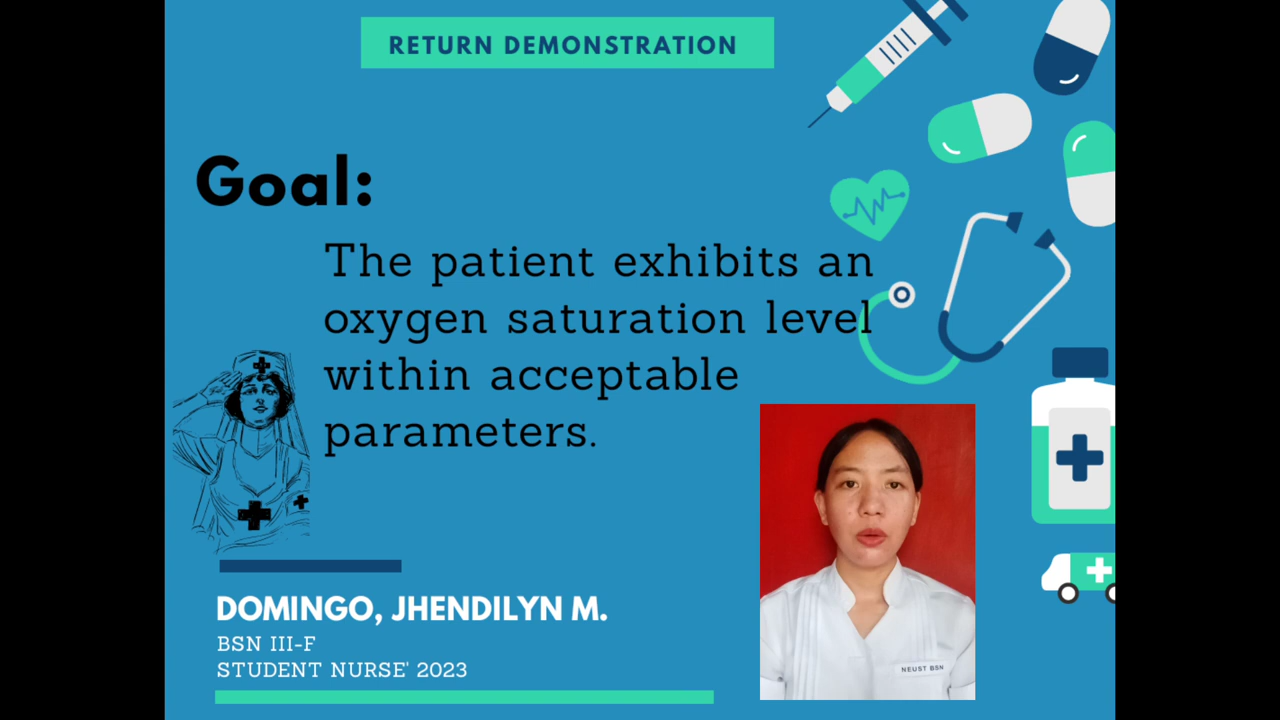 RETURN DEMONSTRATION
Goal:
The patient exhibits an
oxygen saturation level
within acceptable
parameters.
DOMINGO, JHENDILYN M.
BSN III-F
STUDENT NURSE' 2023
NEUST BSN